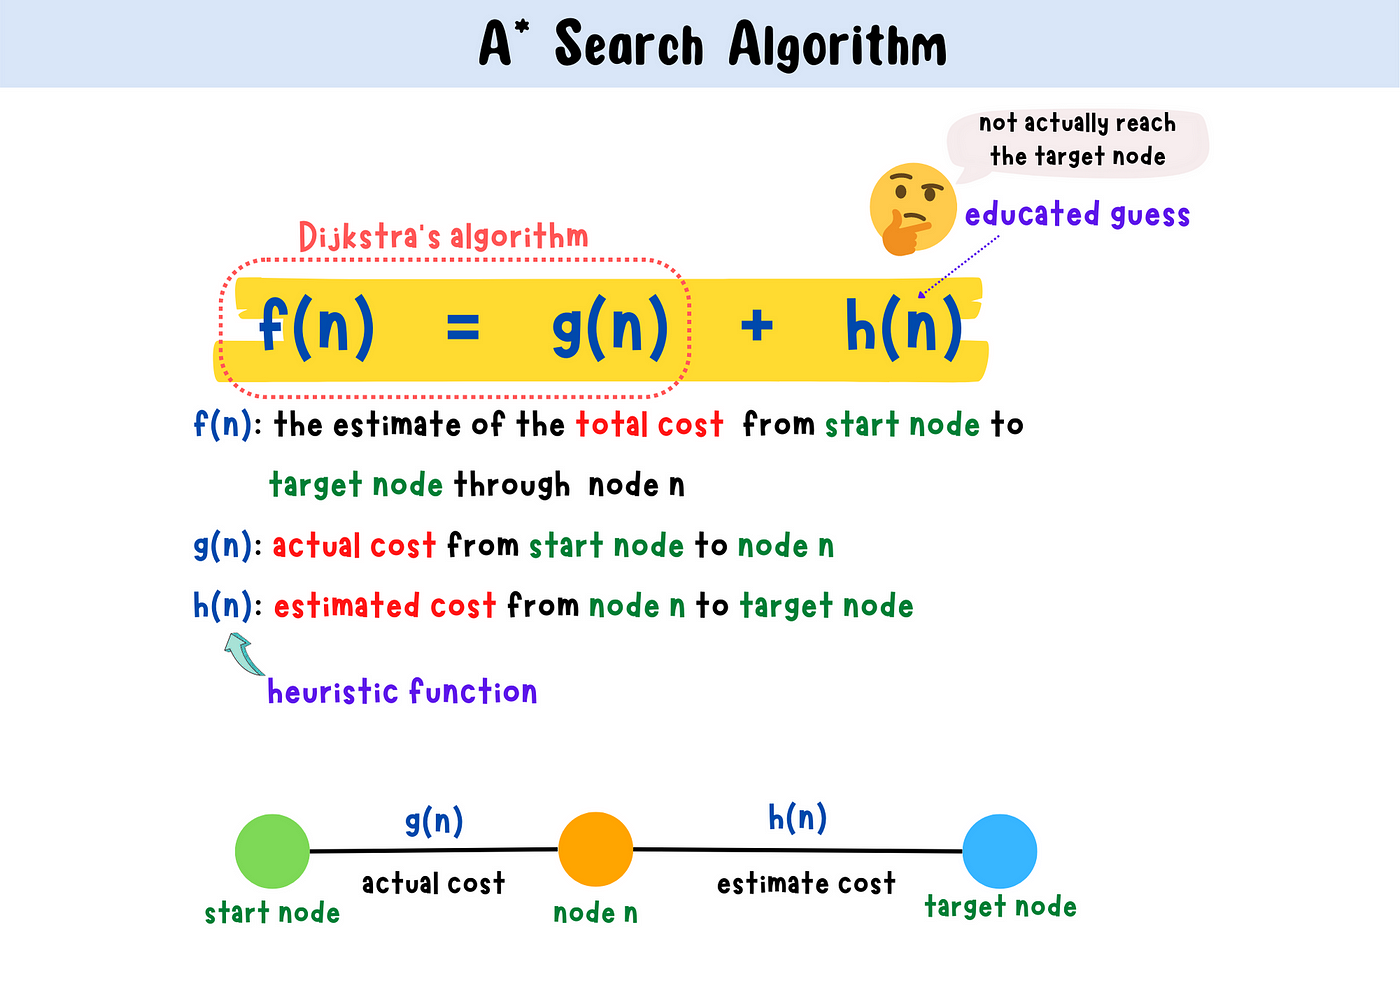 A* Search Algorithm
not actually reach
the target node
educated guess
Dijkstra's algorithm
f(n) = g(n) + h(n)
f(n): the estimate of the total cost from start node to
target node through node n
g(n): actual cost from start node to node n
h(n): estimated cost from node n to target node
heuristic function
g(n)
h(n)
actual cost
estimate cost
start node
node n
target node